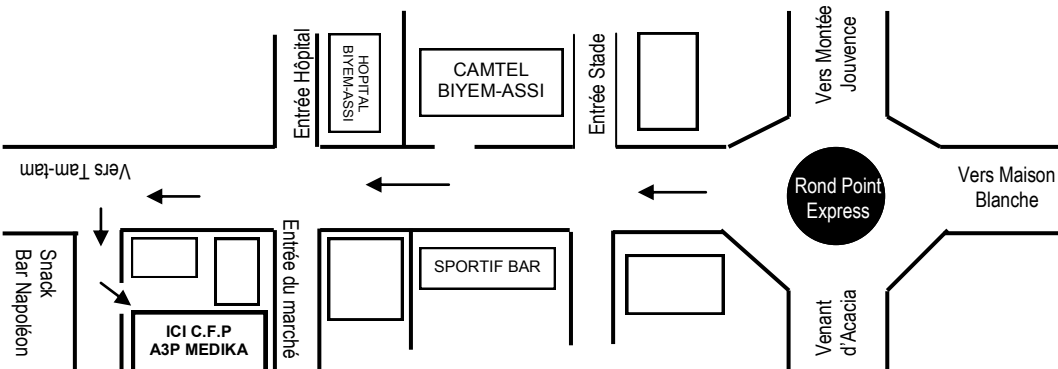 Entrée Hôpital
HOPITAL
BIYEM-ASSI
CAMTEL
BIYEM-ASSI
Entrée Stade
Vers Montée
Jouvence
Vers Tam-tam
Rond Point
Express
Vers Maison
Blanche
Snack
Bar Napoléon
Entrée du marché
SPORTIF BAR
ICI C.F.P
A3P MEDIKA
Venant
d'Acacia